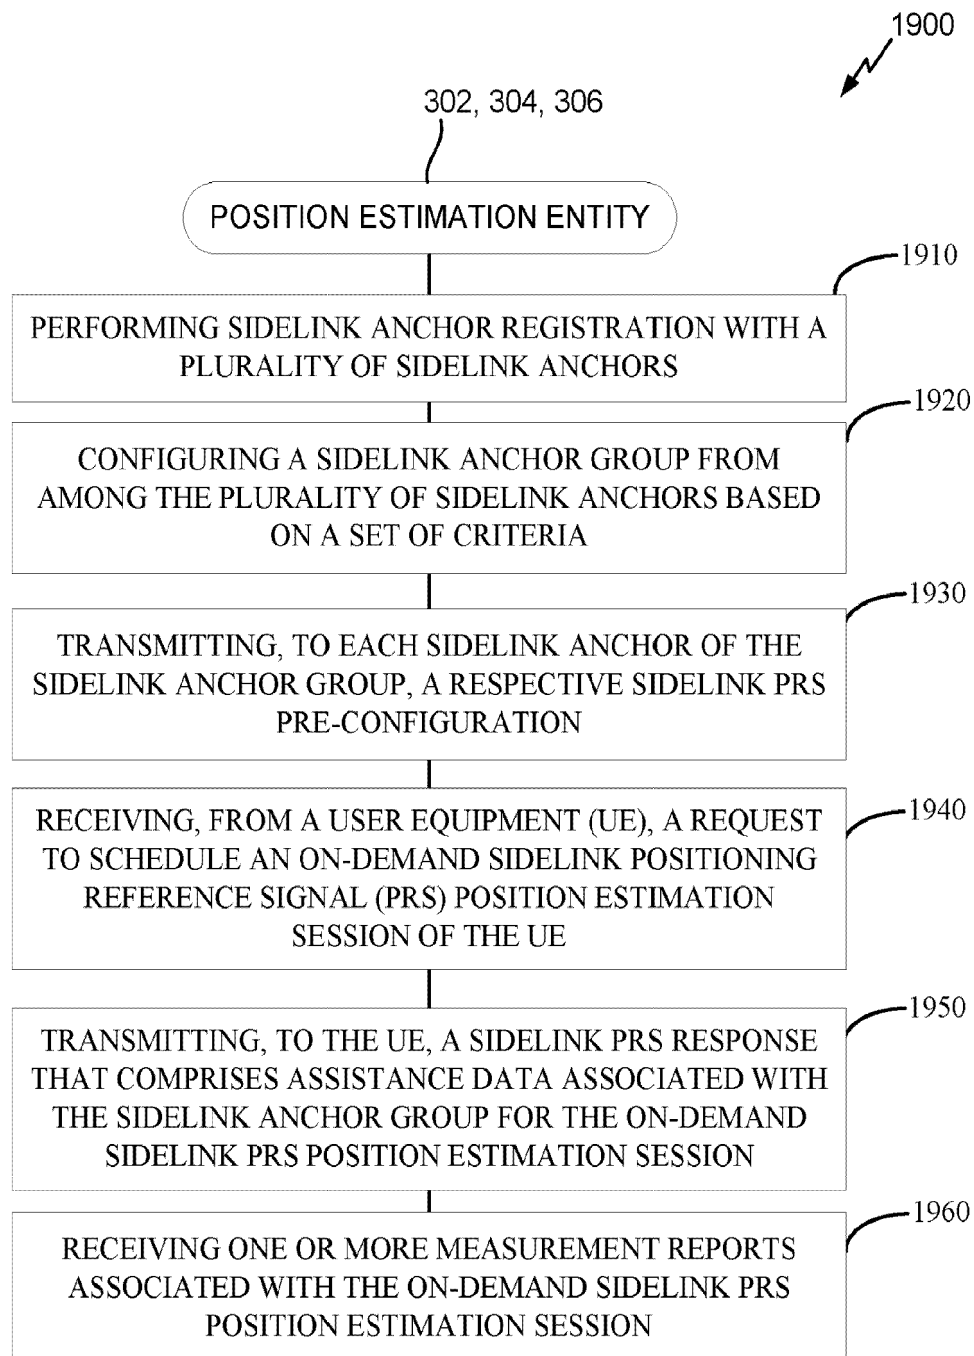 1900
302, 304, 306
POSITION ESTIMATION ENTITY
1910
PERFORMING SIDELINK ANCHOR REGISTRATION WITH A
PLURALITY OF SIDELINK ANCHORS
1920
CONFIGURING A SIDELINK ANCHOR GROUP FROM
AMONG THE PLURALITY OF SIDELINK ANCHORS BASED
ON A SET OF CRITERIA
1930
TRANSMITTING, TO EACH SIDELINK ANCHOR OF THE
SIDELINK ANCHOR GROUP, A RESPECTIVE SIDELINK PRS
PRE-CONFIGURATION
1940
RECEIVING, FROM A USER EQUIPMENT (UE), A REQUEST
TO SCHEDULE AN ON-DEMAND SIDELINK POSITIONING
REFERENCE SIGNAL (PRS) POSITION ESTIMATION
SESSION OF THE UE
1950
TRANSMITTING, TO THE UE, A SIDELINK PRS RESPONSE
THAT COMPRISES ASSISTANCE DATA ASSOCIATED WITH
THE SIDELINK ANCHOR GROUP FOR THE ON-DEMAND
SIDELINK PRS POSITION ESTIMATION SESSION
1960
RECEIVING ONE OR MORE MEASUREMENT REPORTS
ASSOCIATED WITH THE ON-DEMAND SIDELINK PRS
POSITION ESTIMATION SESSION